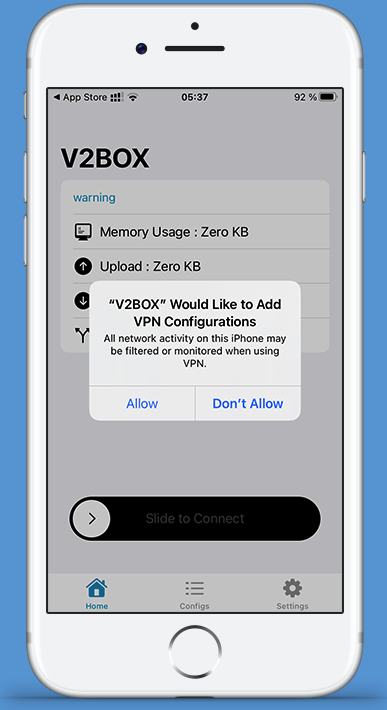 App Store
05:37
92 %
V2BOX
warning
Memory Usage : Zero KB
Upload : Zero KB
“V2BOX” Would Like to Add
VPN Configurations
All network activity on this iPhone may
be filtered or monitored when using
VPN.
Allow
Don’t Allow
Slide to Connect
Home
Configs
Settings